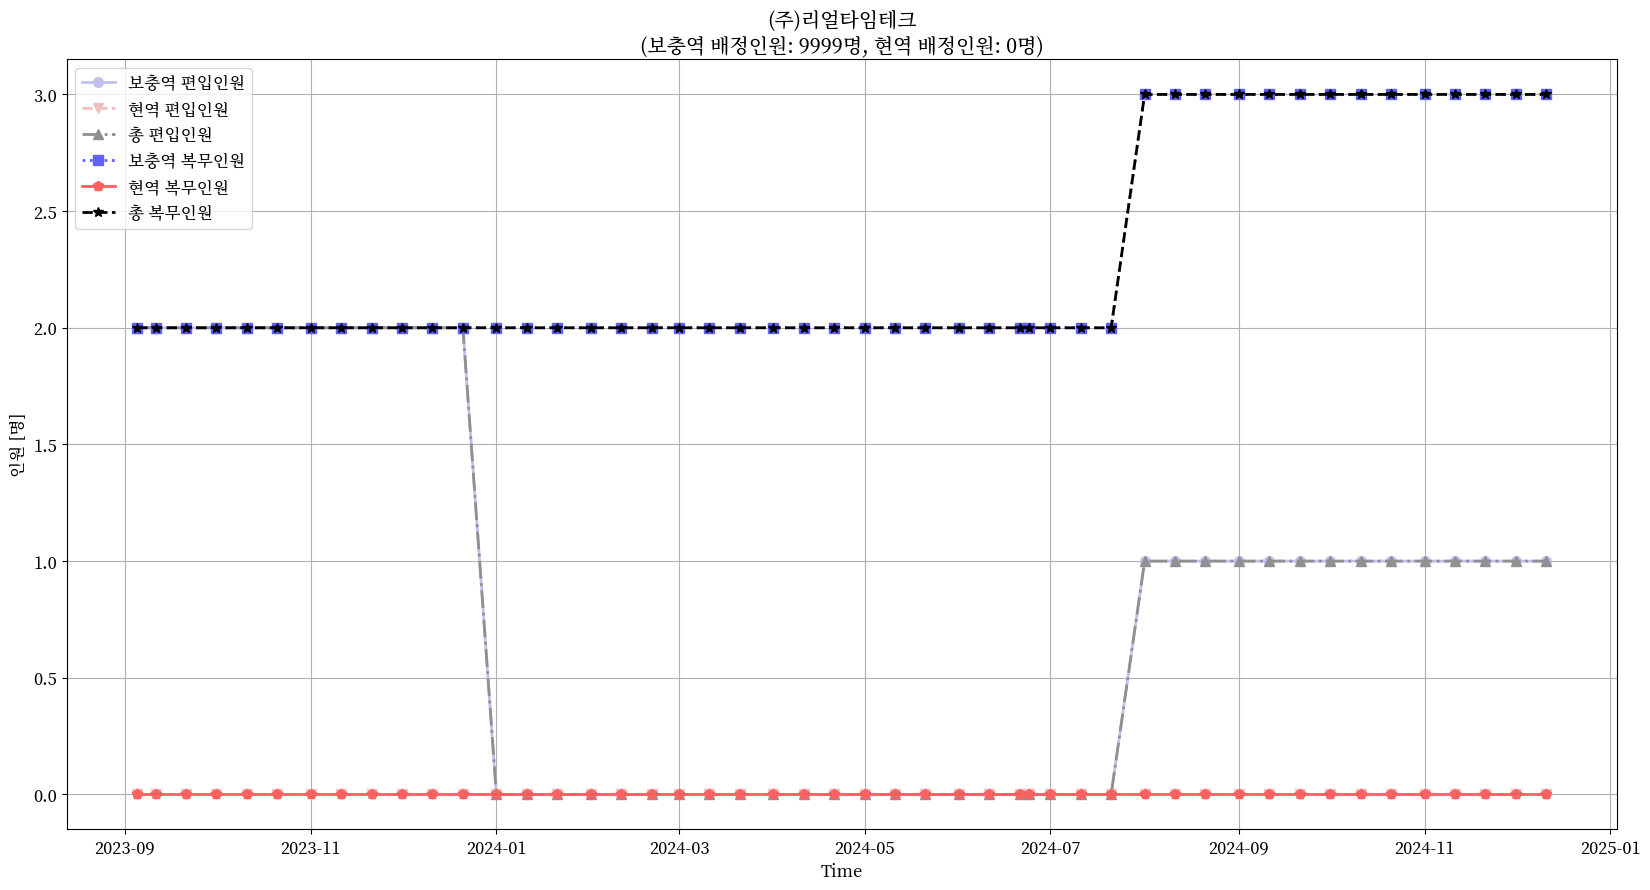 (주)리얼타임테크
(보충역 배정인원: 9999명, 현역 배정인원: 0명)
보충역 편입인원
현역 편입인원
총 편입인원
보충역 복무인원
현역 복무인원
총 복무인원
3.0
2.5
2.0
1.5
1.0
0.5
0.0
인원 [명]
2023-09
2023-11
2024-01
2024-03
2024-05
2024-07
2024-09
2024-11
2025-01
Time